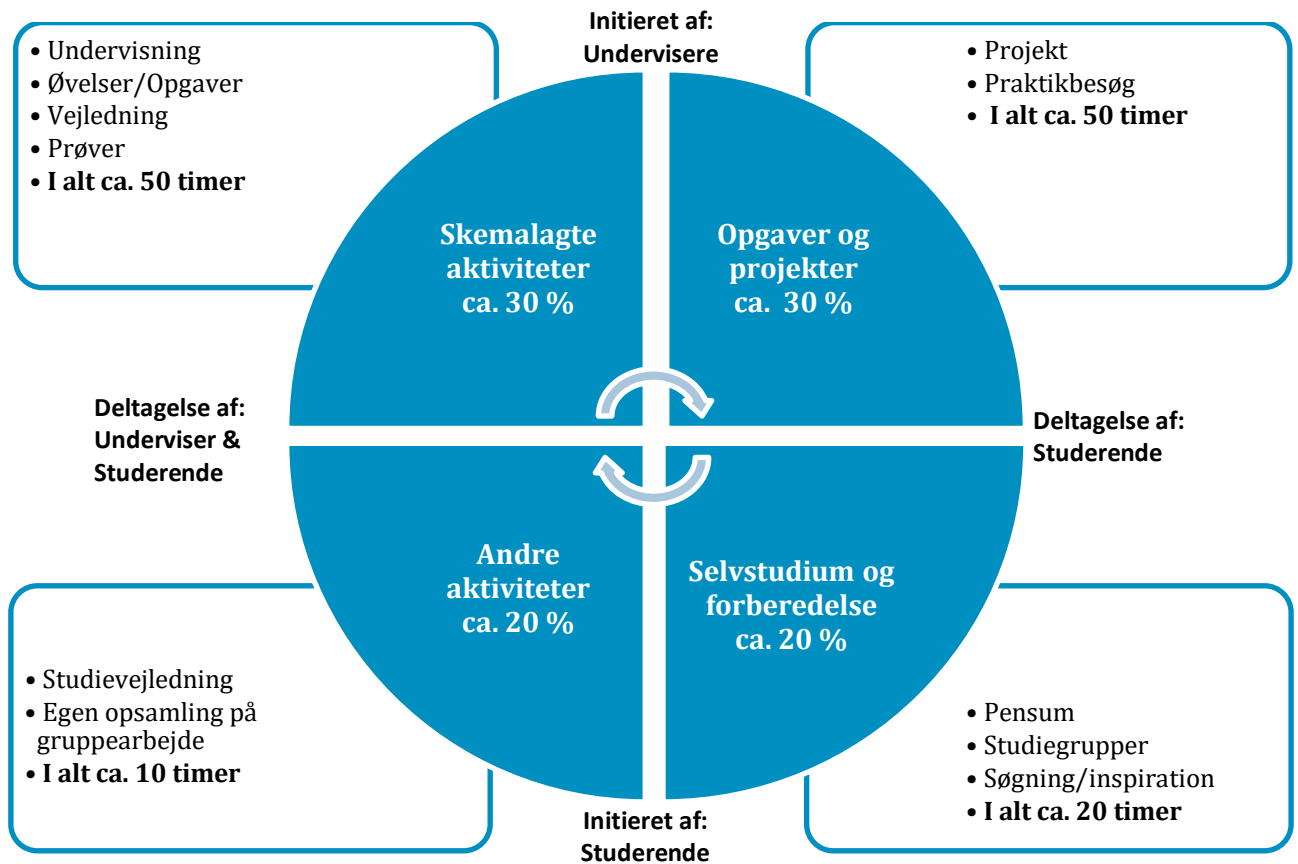 Initieret af:
Undervisere
• Undervisning
• Øvelser/Opgaver
• Vejledning
• Prøver
• I alt ca. 50 timer
• Projekt
• Praktikbesøg
• I alt ca. 50 timer
Skemalagte
aktiviteter
ca. 30 %
Opgaver og
projekter
ca. 30 %
Deltagelse af:
Underviser &
Studerende
Deltagelse af:
Studerende
Andre
aktiviteter
ca. 20 %
Selvstudium og
forberedelse
ca. 20 %
• Studievejledning
• Egen opsamling på
gruppearbejde
• I alt ca. 10 timer
• Pensum
• Studiegrupper
• Søgning/inspiration
• I alt ca. 20 timer
Initieret af:
Studerende